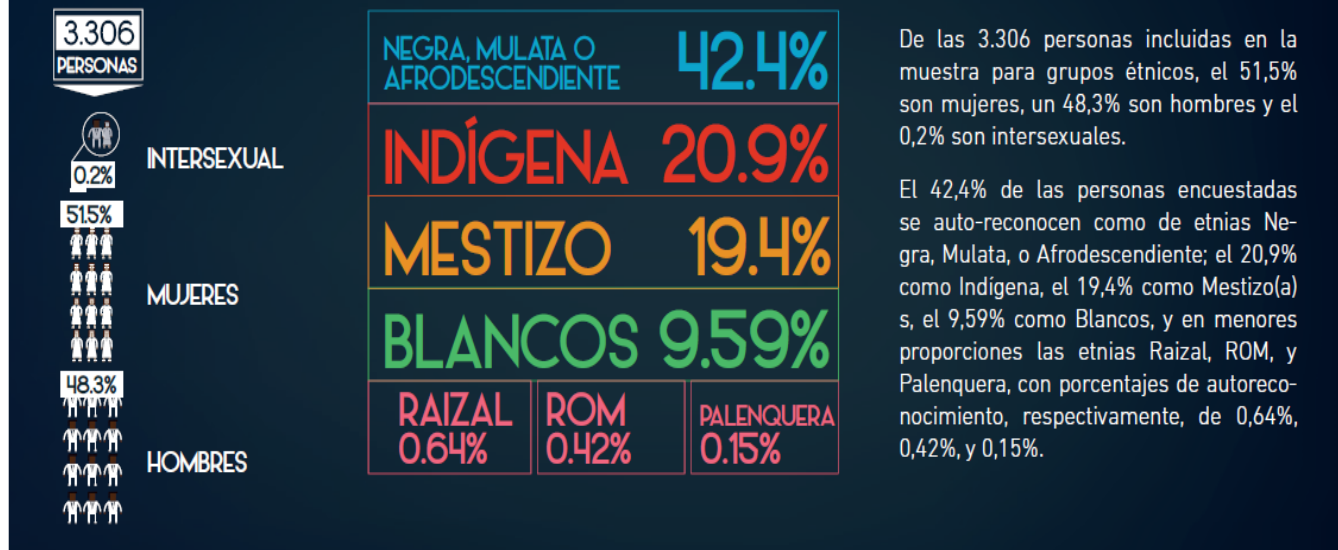 3.306
PERSONAS
0.2%
INTERSEXUAL
51.5%
MUJERES
48.3%
HOMBRES
NEGRA, MULATA O
AFRODESCENDIENTE
42.4%
INDÍGENA 20.9%
MESTIZO 19.4%
BLANCOS 9.59%
RAIZAL
0.64%
ROM
0.42%
PALENQUERA
0.15%
De las 3.306 personas incluidas en la
muestra para grupos étnicos, el 51,5%
son mujeres, un 48,3% son hombres y el
0,2% son intersexuales.
El 42,4% de las personas encuestadas
se auto-reconocen como de etnias Ne-
gra, Mulata, o Afrodescendiente; el 20,9%
como Indígena, el 19,4% como Mestizo(a)
s, el 9,59% como Blancos, y en menores
proporciones las etnias Raizal, ROM, y
Palenquera, con porcentajes de autoreco-
nocimiento, respectivamente, de 0,64%,
0,42%, y 0,15%.